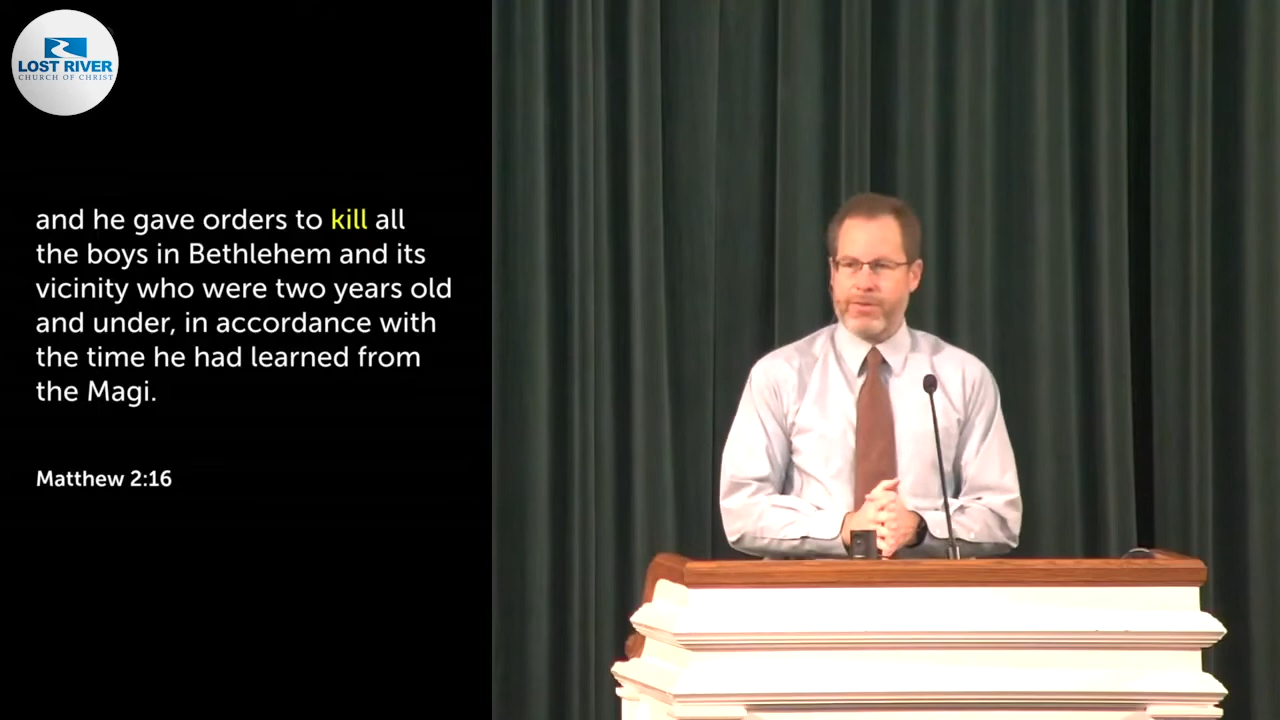 LOST RIVER
CHURCH OF CHRIST
and he gave orders to kill all
the boys in Bethlehem and its
vicinity who were two years old
and under, in accordance with
the time he had learned from
the Magi.
Matthew 2:16